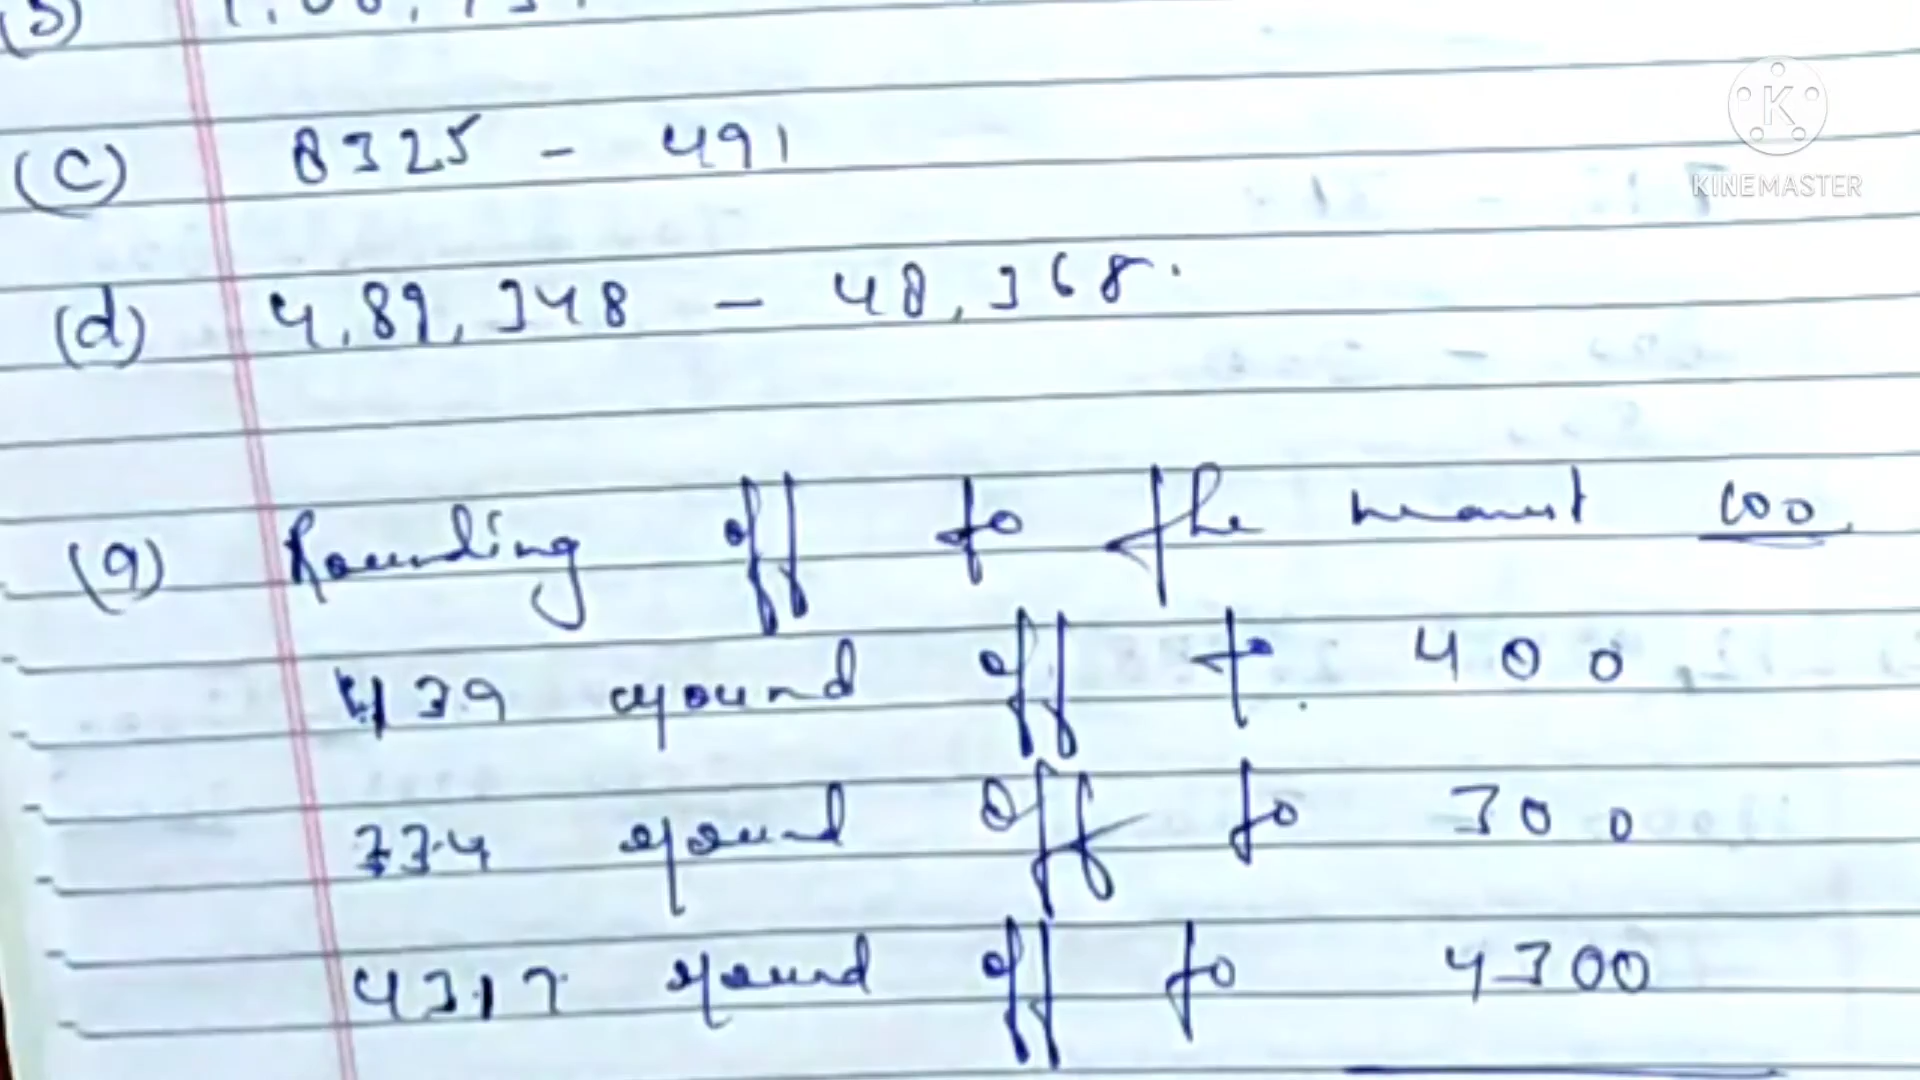 (c) 8325 - 491
(d) 4,89,348 - 48,368.
(a) Rounding off to the nearest 100.
439 round off to 400
334 round off to 300
4317 round off to 4300
KINEMASTER